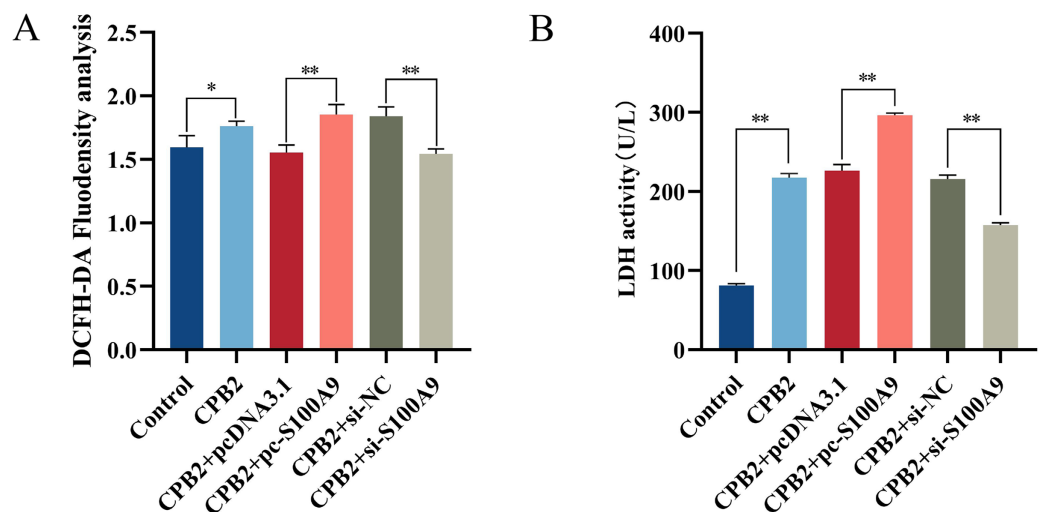 A
DCFH-DA Fluodensity analysis
2.5
2.0
1.5
1.0
0.5
0.0
*
**
**
Control
CPB2
CPB2+pcDNA3.1
CPB2+pc-S100A9
CPB2+si-NC
CPB2+si-S100A9
B
LDH activity (U/L)
400
300
200
100
0
**
**
**
Control
CPB2
CPB2+pcDNA3.1
CPB2+pc-S100A9
CPB2+si-NC
CPB2+si-S100A9